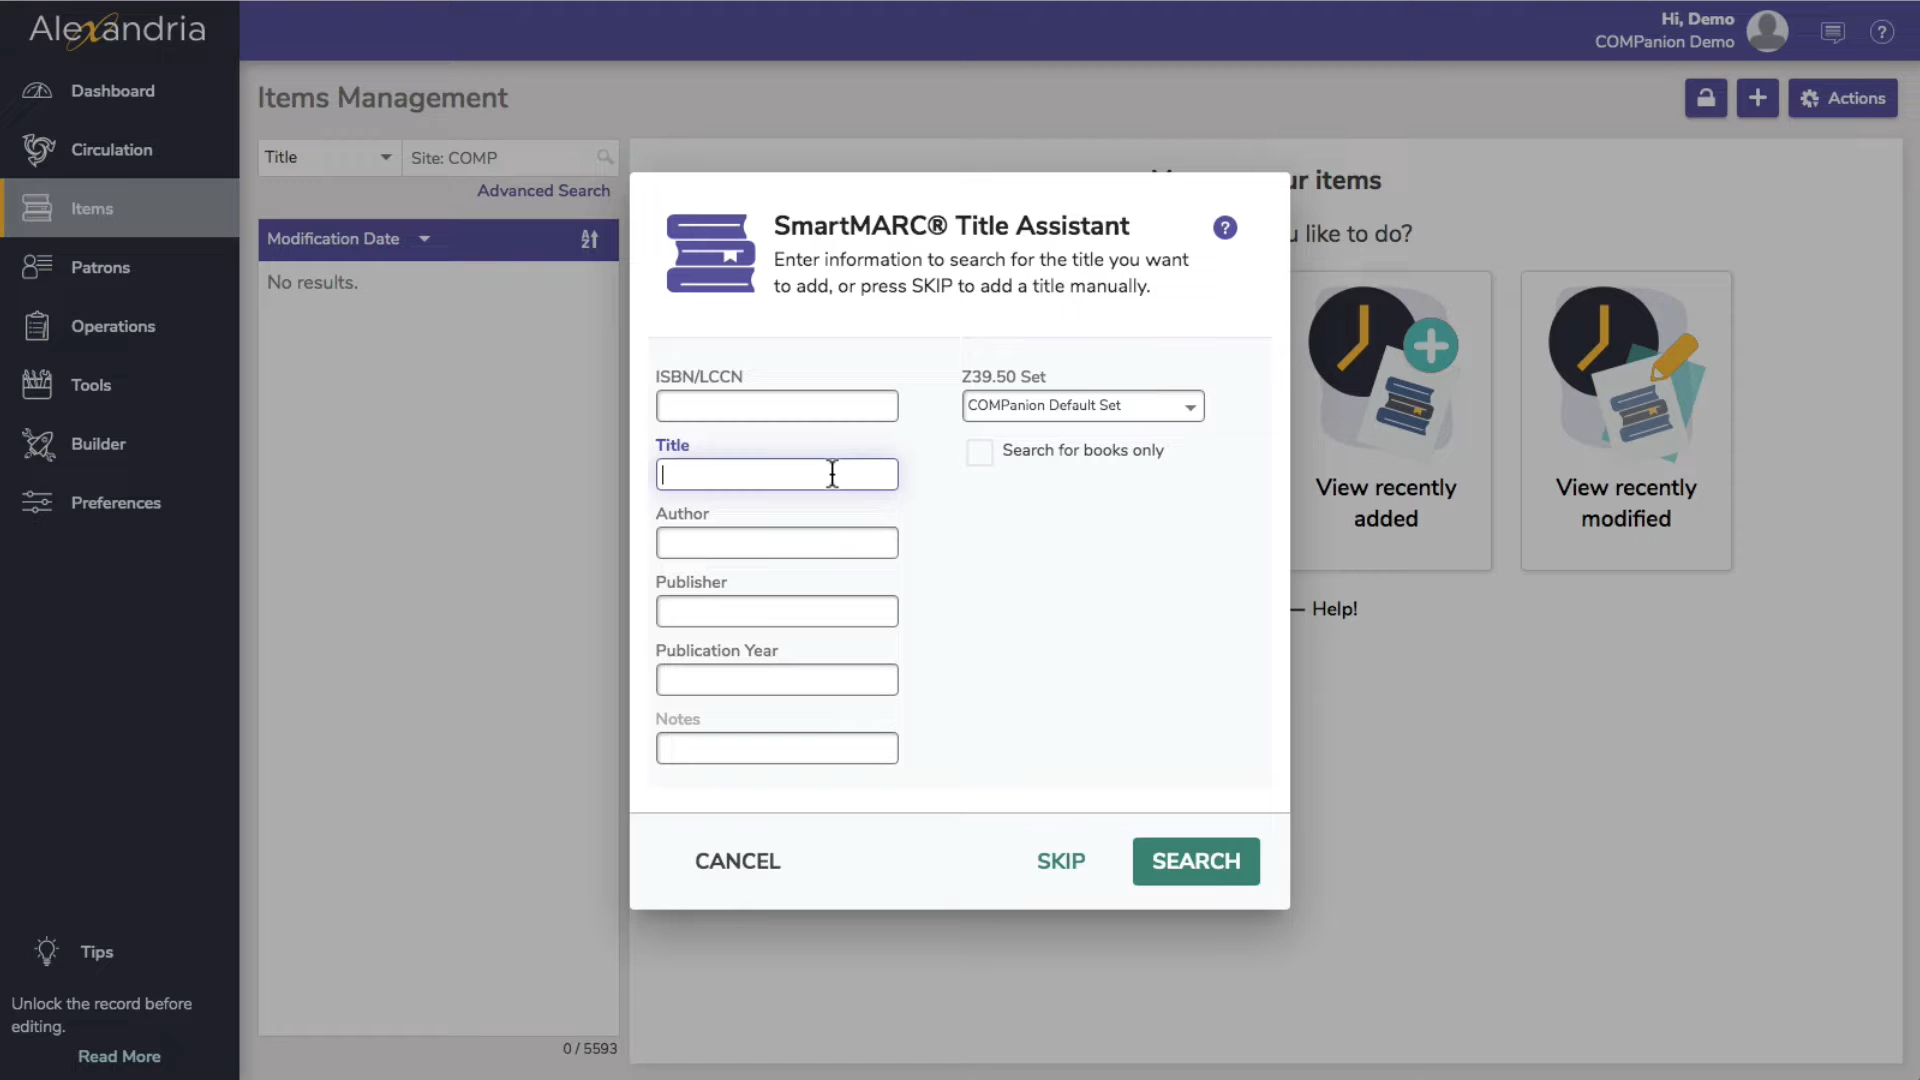 Alexandria
Hi, Demo
COMPanion Demo
Dashboard
Circulation
Items
Patrons
Operations
Tools
Builder
Preferences
Tips
Unlock the record before
editing.
Read More
Items Management
Actions
Title
Site: COMP
Advanced Search
Modification Date
No results.
0 / 5593
ur items
like to do?
View recently
added
View recently
modified
— Help!
SmartMARC® Title Assistant
Enter information to search for the title you want
to add, or press SKIP to add a title manually.
ISBN/LCCN
Title
Author
Publisher
Publication Year
Notes
Z39.50 Set
COMPanion Default Set
Search for books only
CANCEL
SKIP
SEARCH